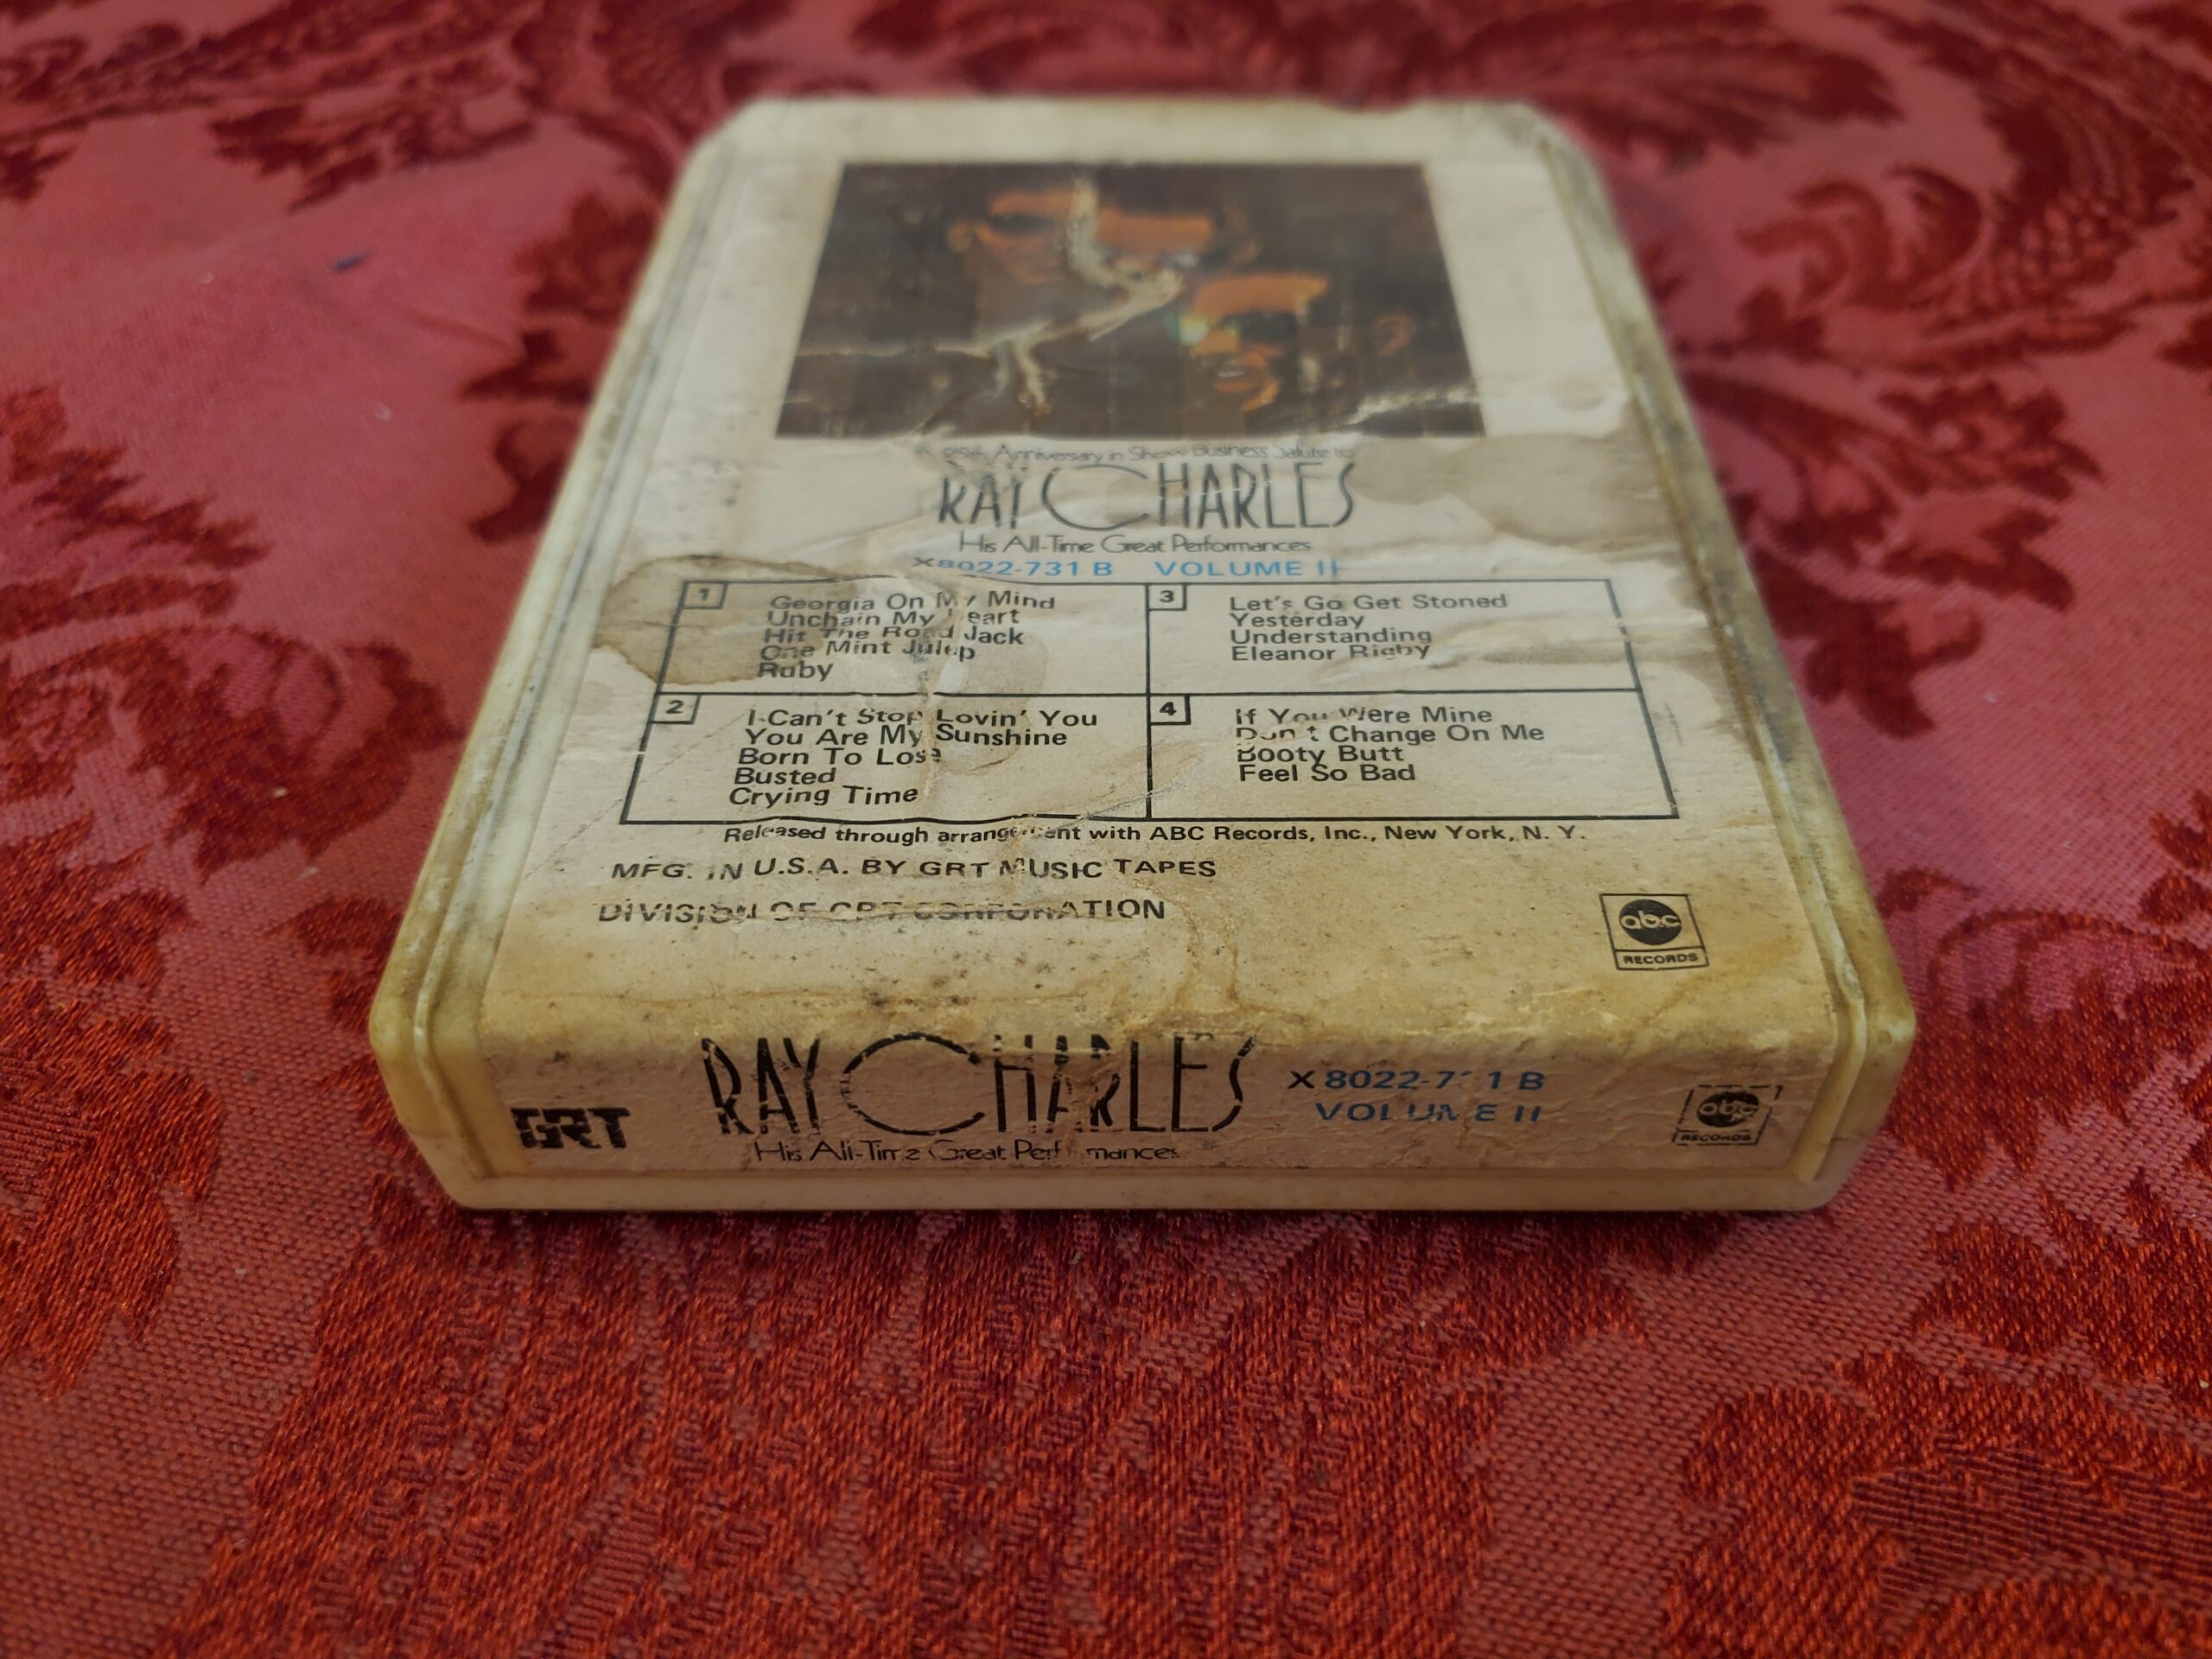 A 25th Anniversary in Show Business Salute to
RAY CHARLES
His All-Time Great Performances
X8022-731 B VOLUME II
1
Georgia On My Mind
Unchain My Heart
Hit The Road Jack
One Mint Julep
Ruby
2
I Can't Stop Lovin' You
You Are My Sunshine
Born To Lose
Busted
Crying Time
3
Let's Go Get Stoned
Yesterday
Understanding
Eleanor Rigby
4
If You Were Mine
Don't Change On Me
Booty Butt
Feel So Bad
Released through arrangement with ABC Records, Inc., New York, N. Y.
MFG. IN U.S.A. BY GRT MUSIC TAPES
DIVISION OF GRT CORPORATION
abc
RECORDS
GRT
RAY CHARLES
His All-Time Great Performances
X 8022-731 B
VOLUME II
abc
RECORDS